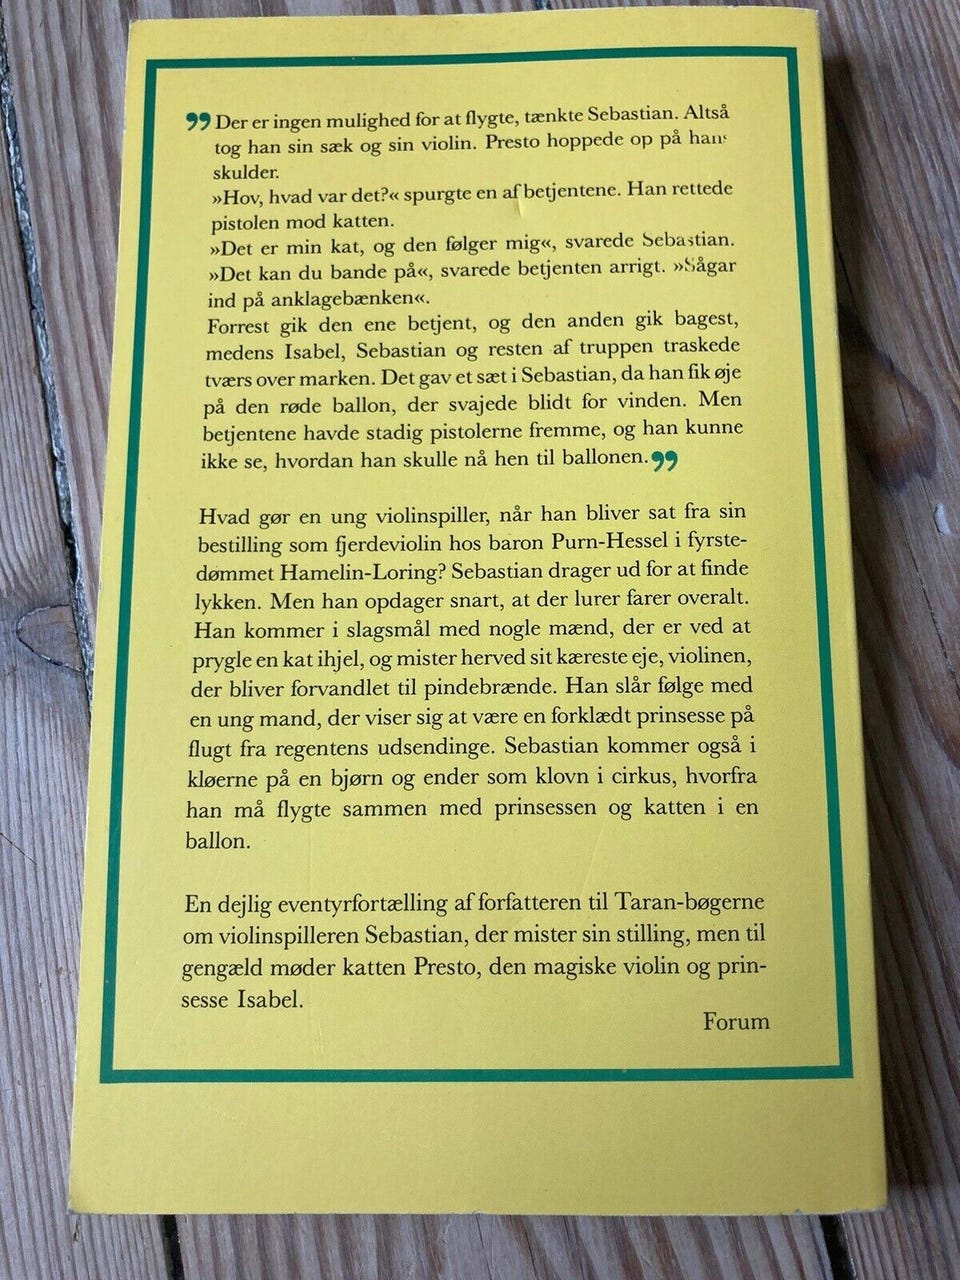 ”Der er ingen mulighed for at flygte, tænkte Sebastian. Altså
tog han sin sæk og sin violin. Presto hoppede op på hans
skulder.
»Hov, hvad var det?« spurgte en af betjentene. Han rettede
pistolen mod katten.
»Det er min kat, og den følger mig«, svarede Sebastian.
»Det kan du bande på«, svarede betjenten arrigt. »Sågar
ind på anklagebænken«.
Forrest gik den ene betjent, og den anden gik bagest,
medens Isabel, Sebastian og resten af truppen traskede
tværs over marken. Det gav et sæt i Sebastian, da han fik øje
på den røde ballon, der svajede blidt for vinden. Men
betjentene havde stadig pistolerne fremme, og han kunne
ikke se, hvordan han skulle nå hen til ballonen.”
Hvad gør en ung violinspiller, når han bliver sat fra sin
bestilling som fjerdeviolin hos baron Purn-Hessel i fyrste-
dømmet Hamelin-Loring? Sebastian drager ud for at finde
lykken. Men han opdager snart, at der lurer farer overalt.
Han kommer i slagsmål med nogle mænd, der er ved at
prygle en kat ihjel, og mister herved sit kæreste eje, violinen,
der bliver forvandlet til pindebrænde. Han slår følge med
en ung mand, der viser sig at være en forklædt prinsesse på
flugt fra regentens udsendinge. Sebastian kommer også i
kløerne på en bjørn og ender som klovn i cirkus, hvorfra
han må flygte sammen med prinsessen og katten i en
ballon.
En dejlig eventyrfortælling af forfatteren til Taran-bøgerne
om violinspilleren Sebastian, der mister sin stilling, men til
gengæld møder katten Presto, den magiske violin og prin-
sesse Isabel.
Forum